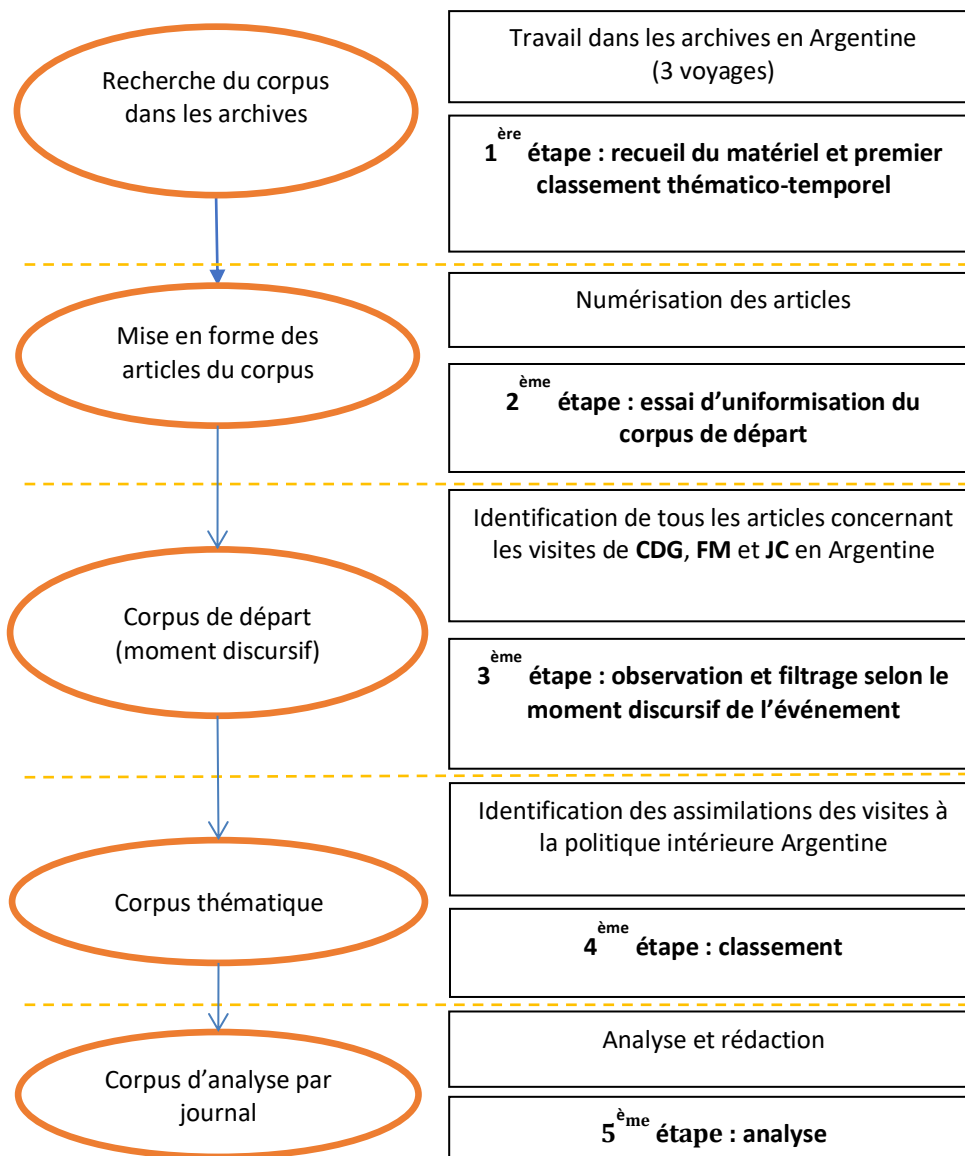 Recherche du corpus
dans les archives
Travail dans les archives en Argentine
(3 voyages)
1ère étape : recueil du matériel et premier
classement thématico-temporel
Mise en forme des
articles du corpus
Numérisation des articles
2ème étape : essai d’uniformisation du
corpus de départ
Corpus de départ
(moment discursif)
Identification de tous les articles concernant
les visites de CDG, FM et JC en Argentine
3ème étape : observation et filtrage selon le
moment discursif de l’événement
Corpus thématique
Identification des assimilations des visites à
la politique intérieure Argentine
4ème étape : classement
Corpus d’analyse par
journal
Analyse et rédaction
5ème étape : analyse